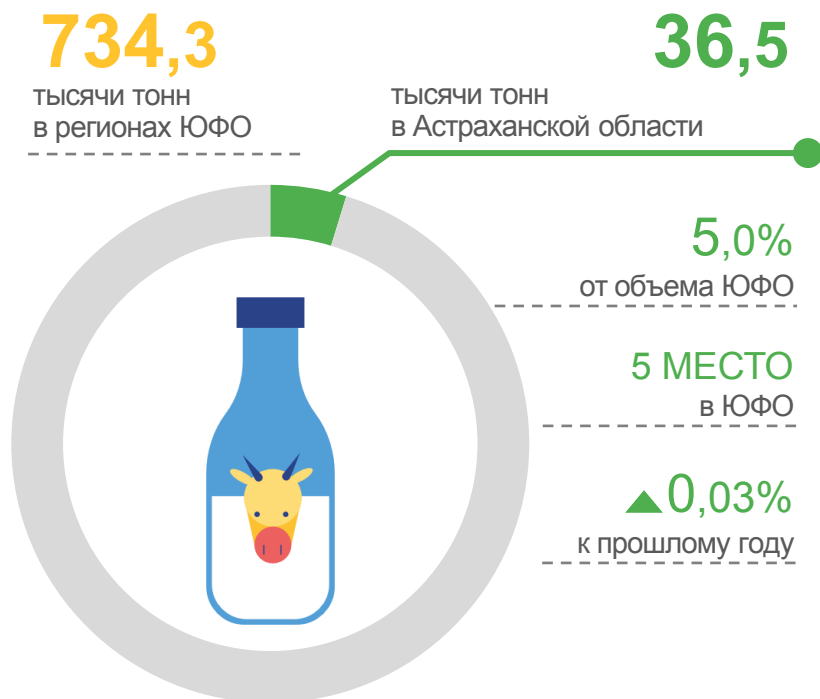 734,3
тысячи тонн
в регионах ЮФО
36,5
тысячи тонн
в Астраханской области
5,0%
от объема ЮФО
5 МЕСТО
в ЮФО
0,03%
к прошлому году